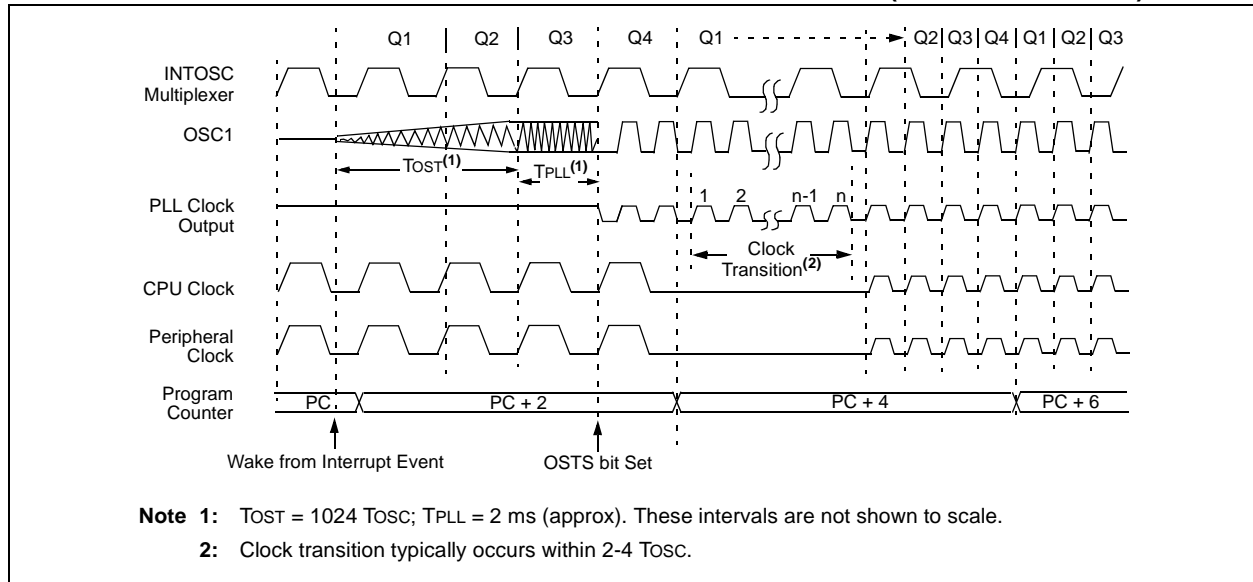 Q1 Q2 Q3 Q4 Q1 Q2 Q3 Q4 Q1 Q2 Q3
INTOSC
Multiplexer
OSC1
TOST(1)
TPLL(1)
1 2 n-1 n
PLL Clock
Output
Clock
Transition(2)
CPU Clock
Peripheral
Clock
Program
Counter
PC PC + 2 PC + 4 PC + 6
Wake from Interrupt Event
OSTS bit Set
Note 1: TOST = 1024 TOSC; TPLL = 2 ms (approx). These intervals are not shown to scale.
2: Clock transition typically occurs within 2-4 TOSC.